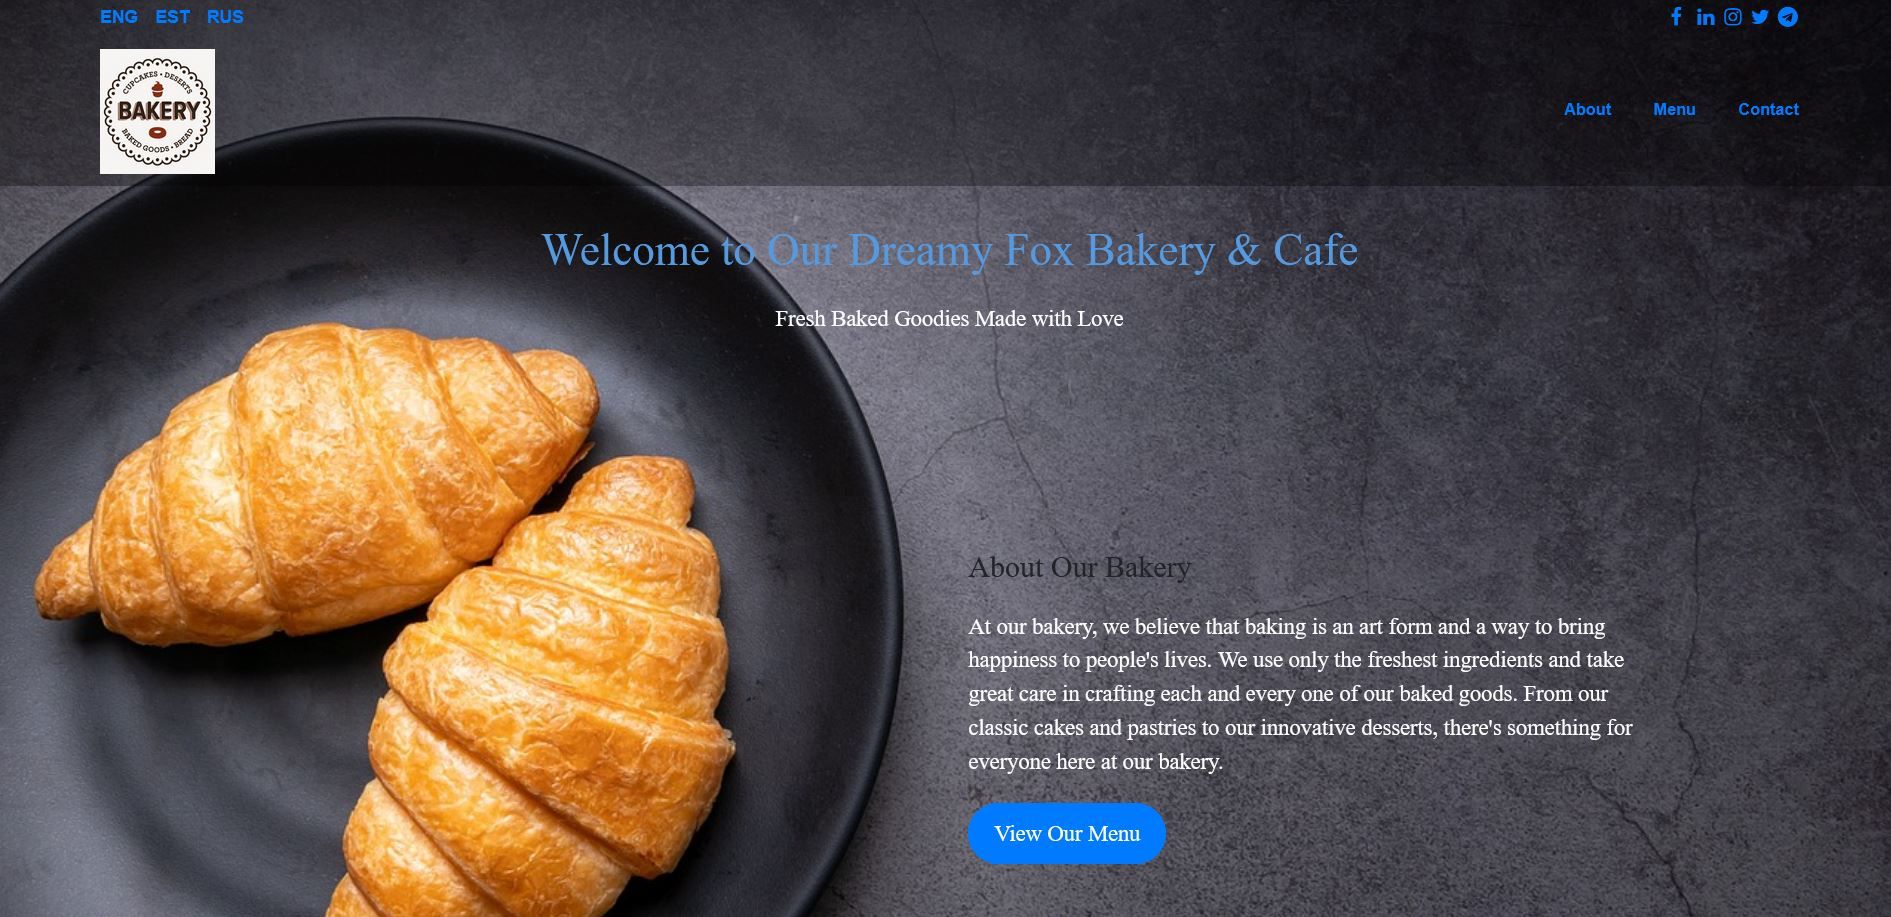 ENG EST RUS
CUPCAKES • DESERTS
BAKERY
BAKED GOODS • BREAD
About Menu Contact
Welcome to Our Dreamy Fox Bakery & Cafe
Fresh Baked Goodies Made with Love
About Our Bakery
At our bakery, we believe that baking is an art form and a way to bring
happiness to people's lives. We use only the freshest ingredients and take
great care in crafting each and every one of our baked goods. From our
classic cakes and pastries to our innovative desserts, there's something for
everyone here at our bakery.
View Our Menu